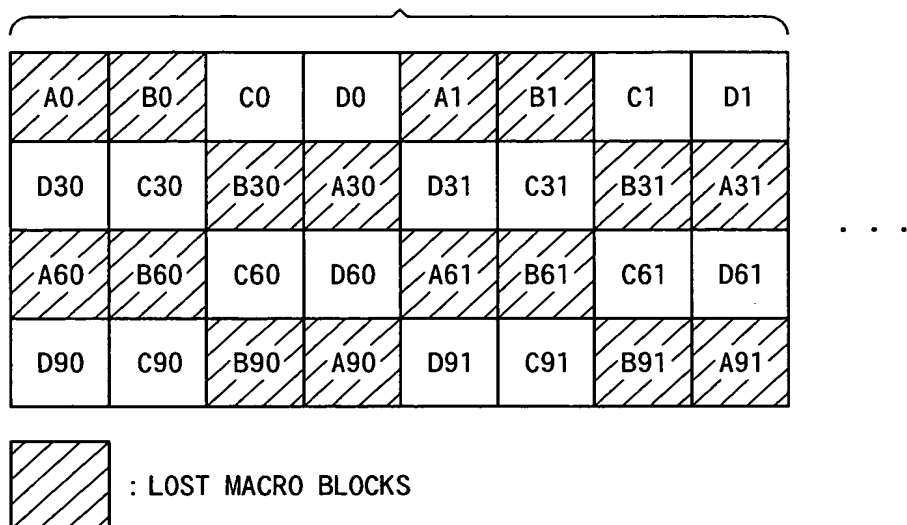 A0 B0 C0 D0 A1 B1 C1 D1
D30 C30 B30 A30 D31 C31 B31 A31
A60 B60 C60 D60 A61 B61 C61 D61
D90 C90 B90 A90 D91 C91 B91 A91
. . .
: LOST MACRO BLOCKS